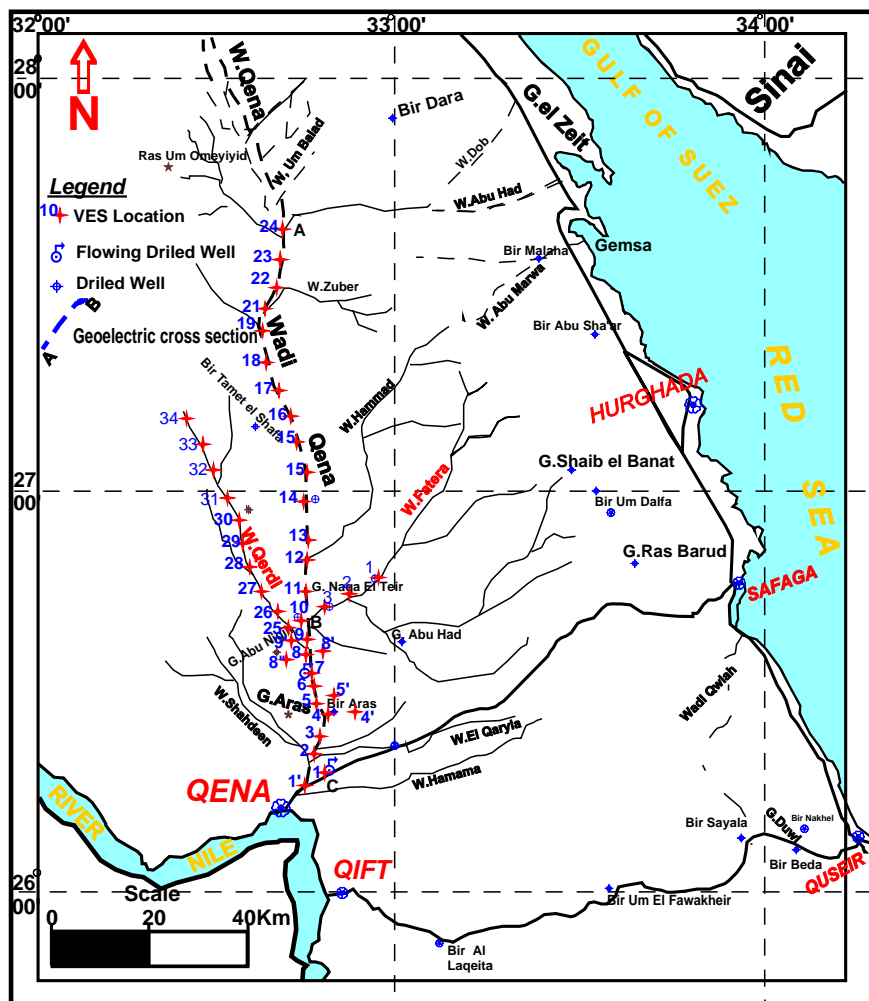 32°00'
33°00'
34°00'
28°00'
27°00'
26°00'
N
W.Qena
W. Um Balad
Ras Um Omeyiyid
Bir Dara
G.el Zeit
GULF OF SUEZ
Sinai
W.Dob
W.Abu Had
Legend
10 VES Location
Flowing Driled Well
Driled Well
A B
Geoelectric cross section
24 A
23
22
W.Zuber
21
19
18
17
16
15
15
14
13
12
11
10
B
9
9'
8
8'
8"
7
6
5
5'
5'
4
4'
3
2
1
1'
C
Wadi
Qena
Bir Tamet el Shafa
Bir Malaha
Gemsa
W. Abu Marwa
Bir Abu Sha'ar
RED
SEA
HURGHADA
W.Hammad
W.Fatera
G.Shaib el Banat
Bir Um Dalfa
G.Ras Barud
SAFAGA
34
33
32
31
30
29
28
27
26
25
W.Qerdi
1
2
3
G. Naga El Teir
G. Abu Had
G.Aras
Bir Aras
W.Shahdeen
W.El Qaryia
W.Hamama
Wadi Qwiah
QENA
RIVER
NILE
QIFT
Bir Sayala
G.Duwi
Bir Nakhel
Bir Beda
QUSEIR
Bir Um El Fawakheir
Bir Al
Laqeita
Scale
0 20 40Km